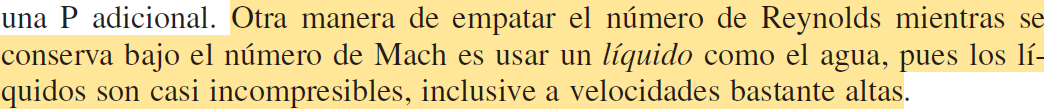 una P adicional. Otra manera de empatar el número de Reynolds mientras se
conserva bajo el número de Mach es usar un líquido como el agua, pues los lí-
quidos son casi incompresibles, inclusive a velocidades bastante altas.